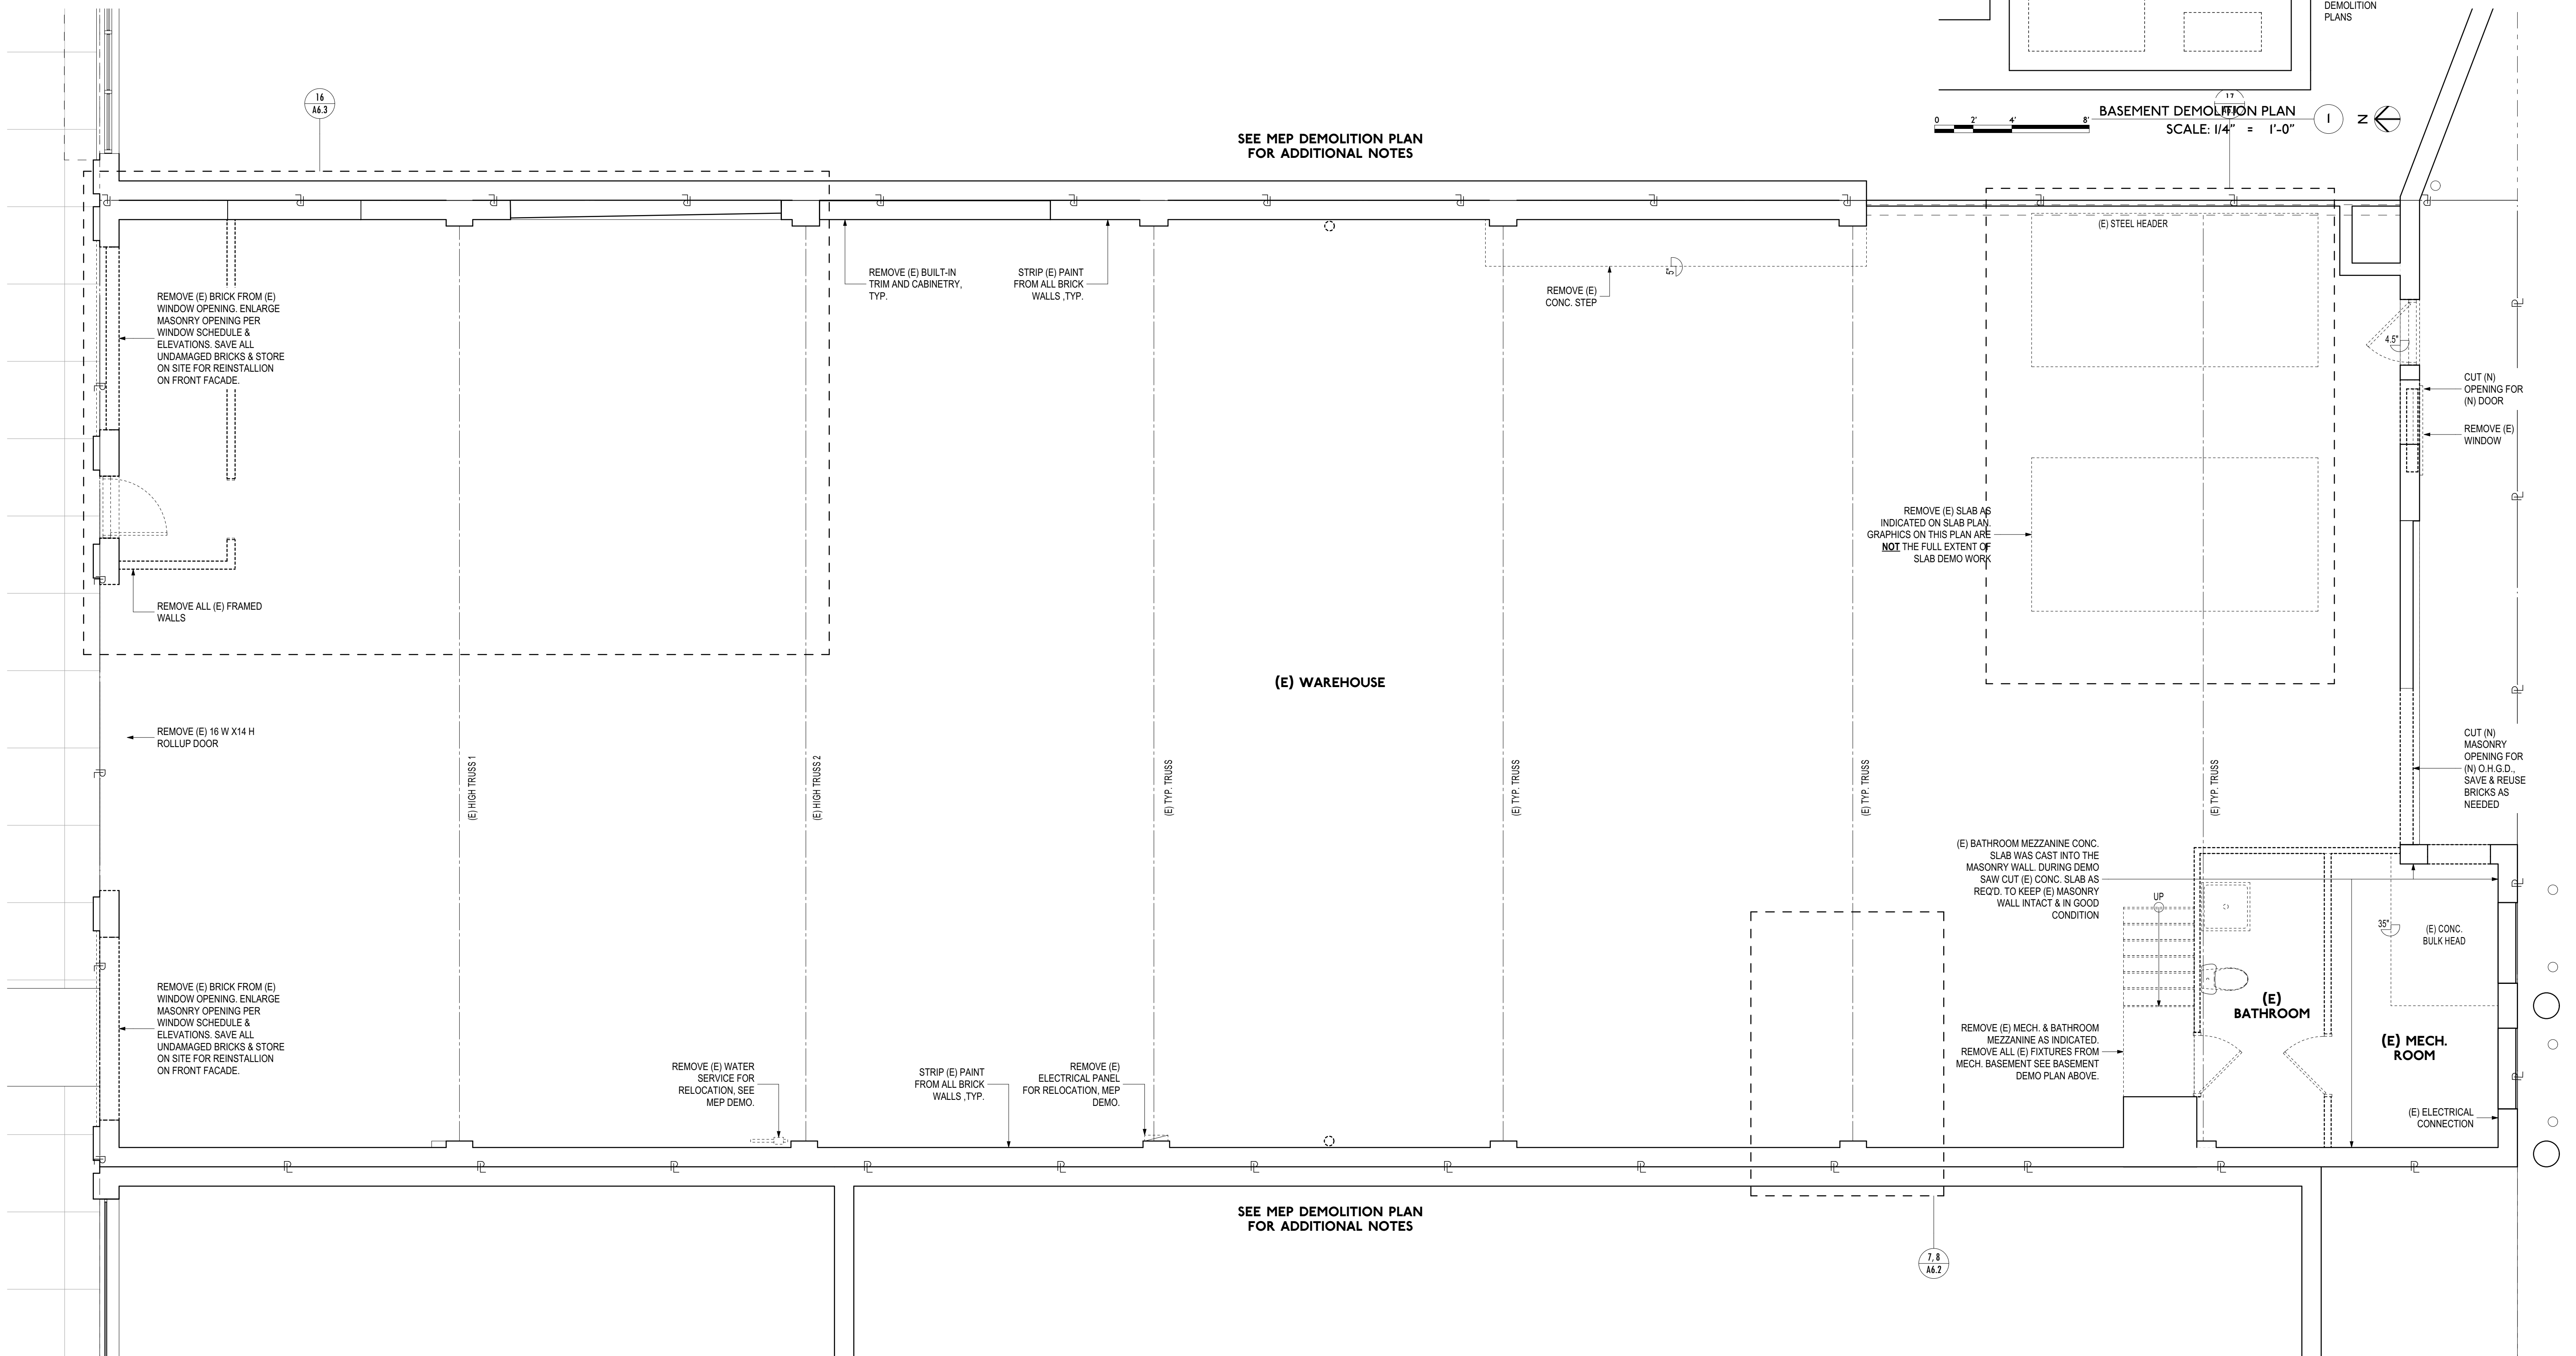 DEMOLITION
PLANS
16
A6.3
17
0 2' 4' 8'
BASEMENT DEMOLITION PLAN
SCALE: 1/4" = 1'-0"
1
N
SEE MEP DEMOLITION PLAN
FOR ADDITIONAL NOTES
(E) STEEL HEADER
REMOVE (E) BUILT-IN
TRIM AND CABINETRY,
TYP.
STRIP (E) PAINT
FROM ALL BRICK
WALLS ,TYP.
REMOVE (E)
CONC. STEP
5"
REMOVE (E) BRICK FROM (E)
WINDOW OPENING. ENLARGE
MASONRY OPENING PER
WINDOW SCHEDULE &
ELEVATIONS. SAVE ALL
UNDAMAGED BRICKS & STORE
ON SITE FOR REINSTALLION
ON FRONT FACADE.
4.5"
CUT (N)
OPENING FOR
(N) DOOR
REMOVE (E)
WINDOW
REMOVE (E) SLAB AS
INDICATED ON SLAB PLAN.
GRAPHICS ON THIS PLAN ARE
NOT THE FULL EXTENT OF
SLAB DEMO WORK
REMOVE ALL (E) FRAMED
WALLS
(E) WAREHOUSE
REMOVE (E) 16 W X14 H
ROLLUP DOOR
(E) HIGH TRUSS 1
(E) HIGH TRUSS 2
(E) TYP. TRUSS
(E) TYP. TRUSS
(E) TYP. TRUSS
(E) TYP. TRUSS
CUT (N)
MASONRY
OPENING FOR
(N) O.H.G.D.,
SAVE & REUSE
BRICKS AS
NEEDED
(E) BATHROOM MEZZANINE CONC.
SLAB WAS CAST INTO THE
MASONRY WALL. DURING DEMO
SAW CUT (E) CONC. SLAB AS
REQ'D. TO KEEP (E) MASONRY
WALL INTACT & IN GOOD
CONDITION
UP
35"
(E) CONC.
BULK HEAD
(E)
BATHROOM
(E) MECH.
ROOM
REMOVE (E) BRICK FROM (E)
WINDOW OPENING. ENLARGE
MASONRY OPENING PER
WINDOW SCHEDULE &
ELEVATIONS. SAVE ALL
UNDAMAGED BRICKS & STORE
ON SITE FOR REINSTALLION
ON FRONT FACADE.
REMOVE (E) WATER
SERVICE FOR
RELOCATION, SEE
MEP DEMO.
STRIP (E) PAINT
FROM ALL BRICK
WALLS ,TYP.
REMOVE (E)
ELECTRICAL PANEL
FOR RELOCATION, MEP
DEMO.
REMOVE (E) MECH. & BATHROOM
MEZZANINE AS INDICATED.
REMOVE ALL (E) FIXTURES FROM
MECH. BASEMENT SEE BASEMENT
DEMO PLAN ABOVE.
(E) ELECTRICAL
CONNECTION
SEE MEP DEMOLITION PLAN
FOR ADDITIONAL NOTES
7, 8
A6.2